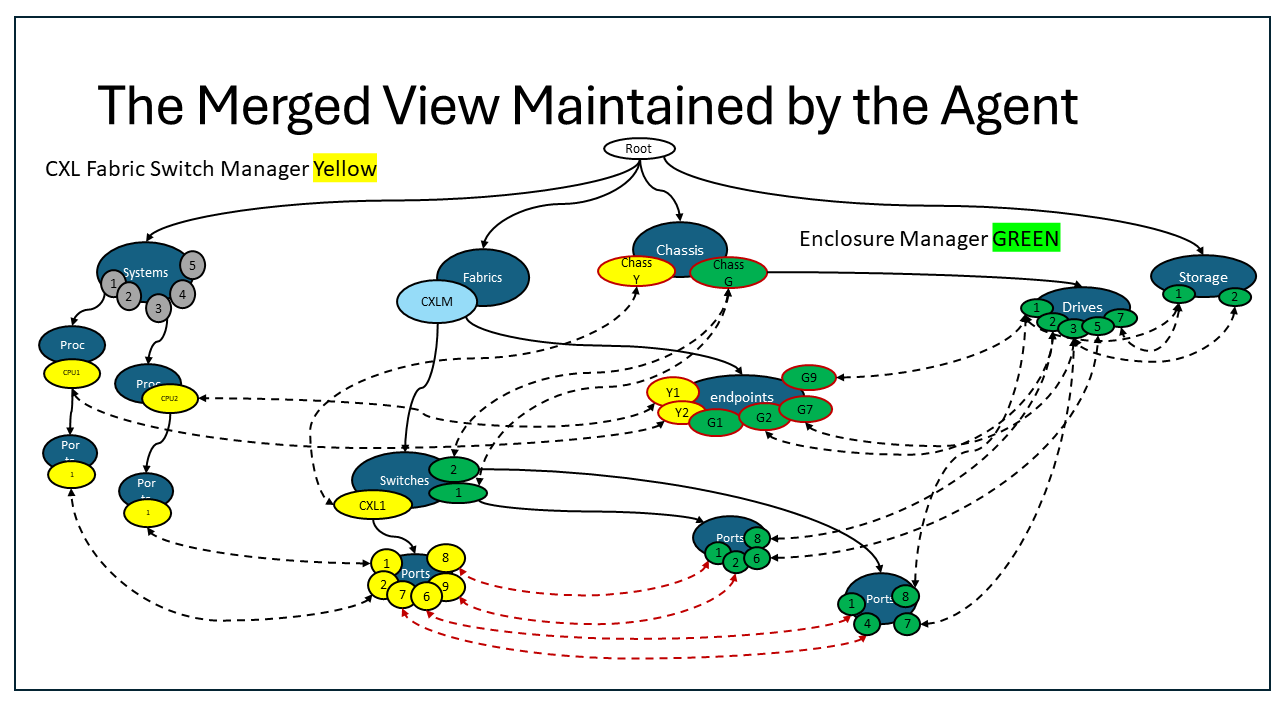 The Merged View Maintained by the Agent
Root
CXL Fabric Switch Manager Yellow
Enclosure Manager GREEN
Systems
1
2
3
4
5
Fabrics
CXLM
Chassis
Chass
Y
Chass
G
Storage
1
2
Drives
1
2
3
5
7
Proc
CPU1
Proc
CPU2
endpoints
Y1
Y2
G1
G2
G7
G9
Por
ts
1
Por
ts
1
Switches
2
1
CXL1
Ports
1
2
7
6
9
8
Ports
1
2
6
8
Ports
1
4
7
8